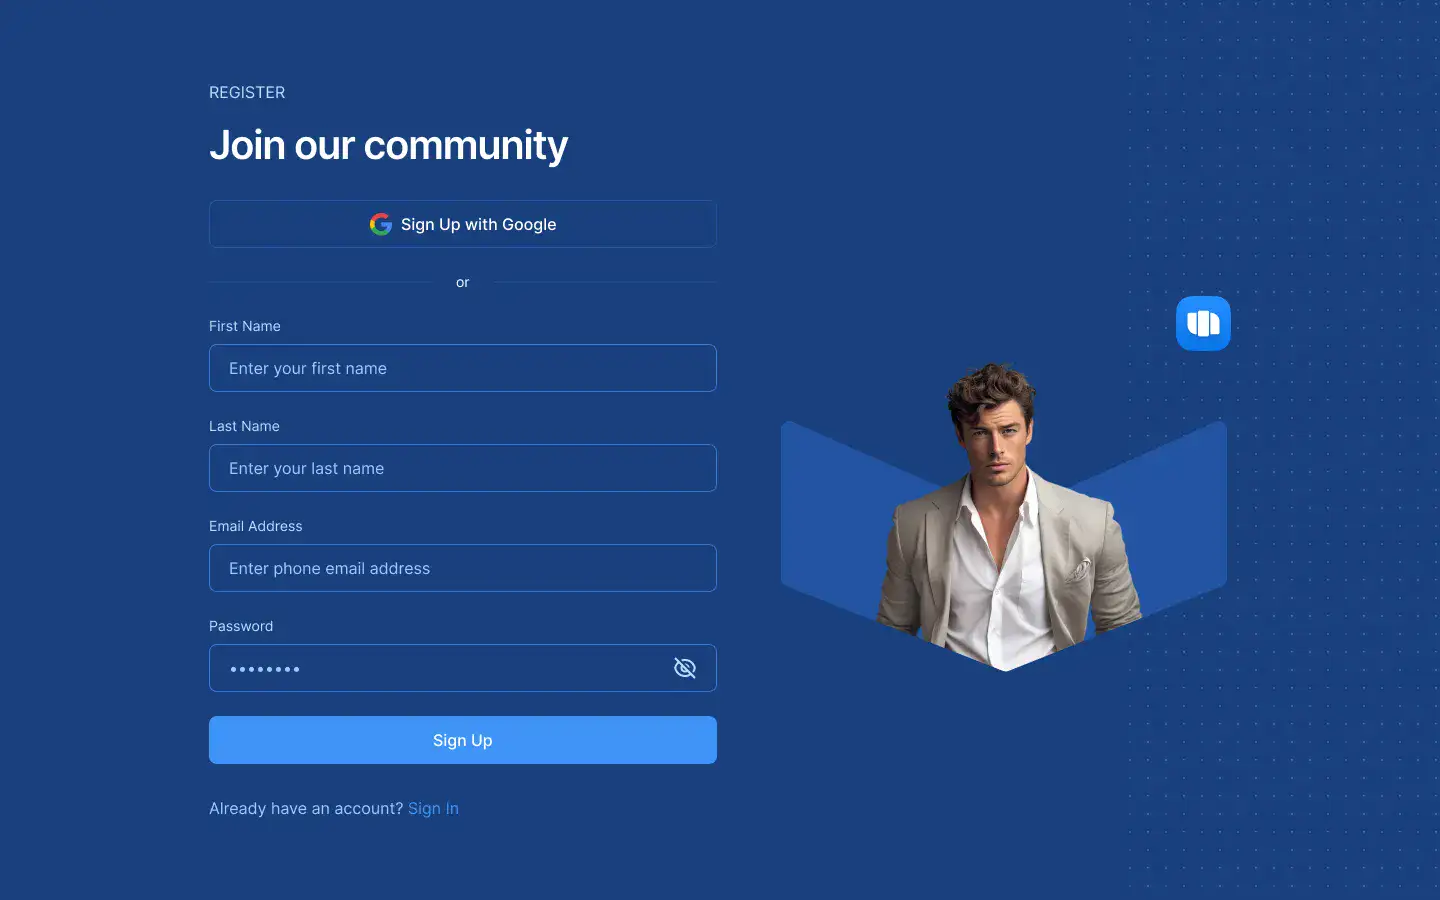 REGISTER
Join our community
Sign Up with Google
or
First Name
Enter your first name
Last Name
Enter your last name
Email Address
Enter phone email address
Password
••••••••
Sign Up
Already have an account? Sign In